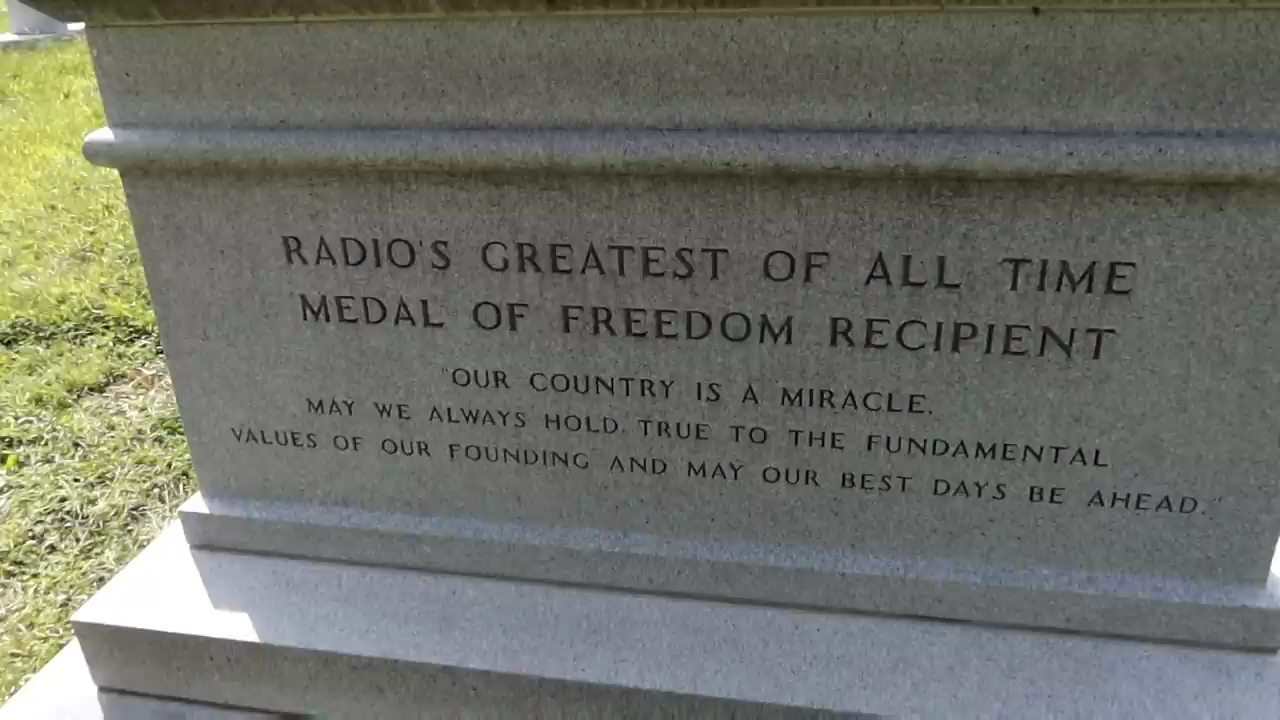 RADIO'S GREATEST OF ALL TIME
MEDAL OF FREEDOM RECIPIENT
"OUR COUNTRY IS A MIRACLE.
MAY WE ALWAYS HOLD TRUE TO THE FUNDAMENTAL
VALUES OF OUR FOUNDING AND MAY OUR BEST DAYS BE AHEAD."